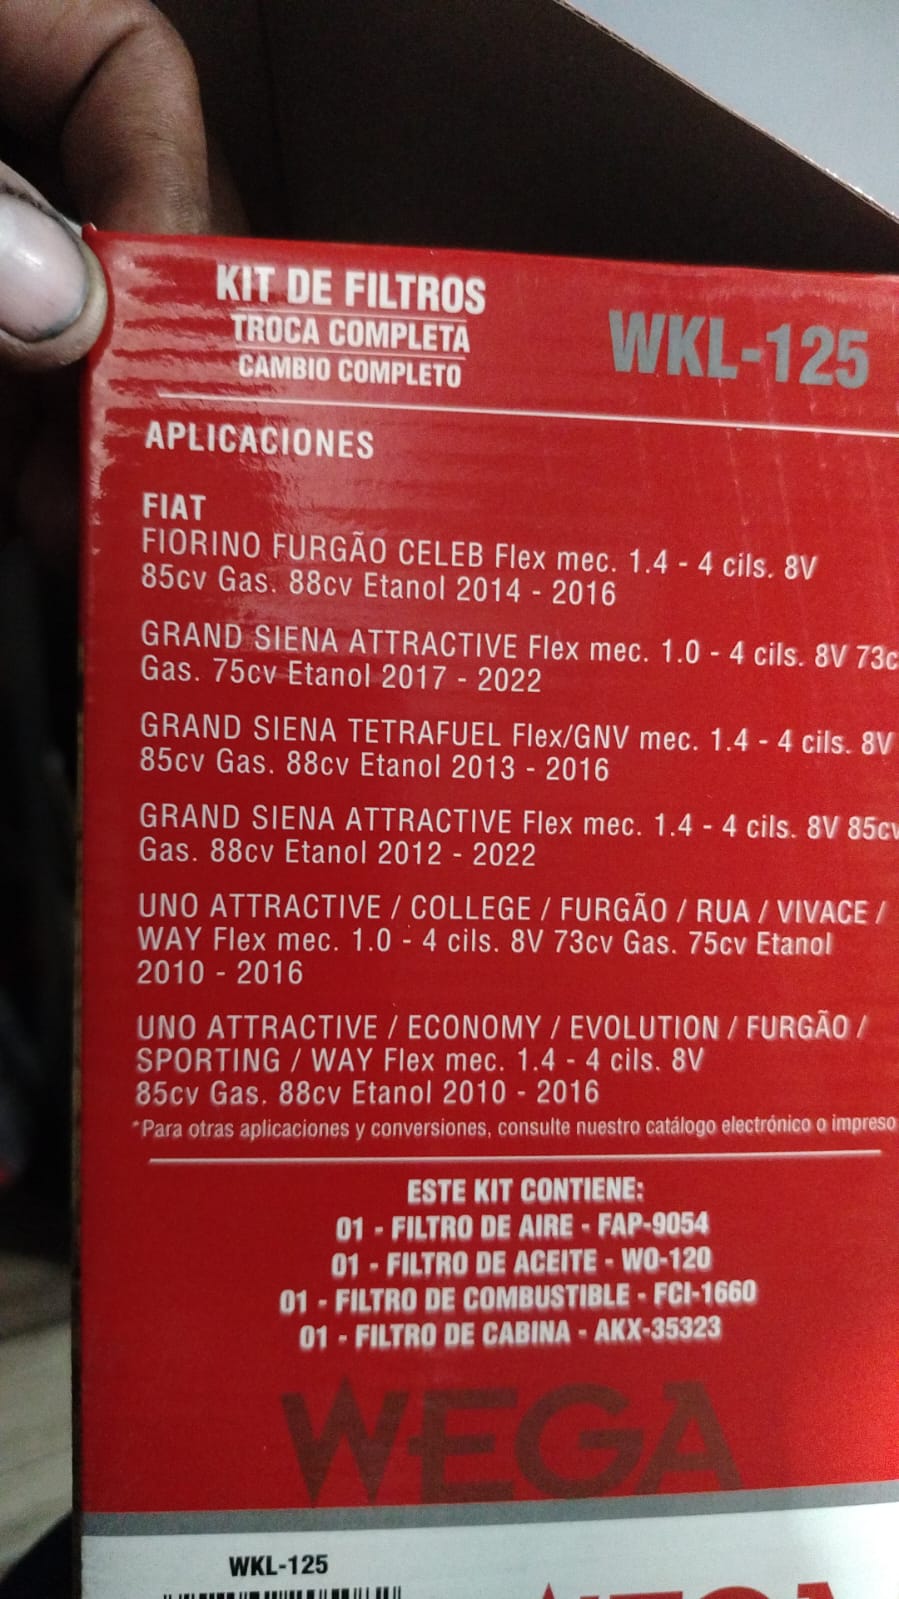 KIT DE FILTROS
TROCA COMPLETA
CAMBIO COMPLETO
WKL-125
APLICACIONES
FIAT
FIORINO FURGÃO CELEB Flex mec. 1.4 - 4 cils. 8V
85cv Gas. 88cv Etanol 2014 - 2016
GRAND SIENA ATTRACTIVE Flex mec. 1.0 - 4 cils. 8V 73c
Gas. 75cv Etanol 2017 - 2022
GRAND SIENA TETRAFUEL Flex/GNV mec. 1.4 - 4 cils. 8V
85cv Gas. 88cv Etanol 2013 - 2016
GRAND SIENA ATTRACTIVE Flex mec. 1.4 - 4 cils. 8V 85cv
Gas. 88cv Etanol 2012 - 2022
UNO ATTRACTIVE / COLLEGE / FURGÃO / RUA / VIVACE /
WAY Flex mec. 1.0 - 4 cils. 8V 73cv Gas. 75cv Etanol
2010 - 2016
UNO ATTRACTIVE / ECONOMY / EVOLUTION / FURGÃO /
SPORTING / WAY Flex mec. 1.4 - 4 cils. 8V
85cv Gas. 88cv Etanol 2010 - 2016
*Para otras aplicaciones y conversiones, consulte nuestro catálogo electrónico o impreso
ESTE KIT CONTIENE:
01 - FILTRO DE AIRE - FAP-9054
01 - FILTRO DE ACEITE - WO-120
01 - FILTRO DE COMBUSTIBLE - FCI-1660
01 - FILTRO DE CABINA - AKX-35323
WEGA
WKL-125